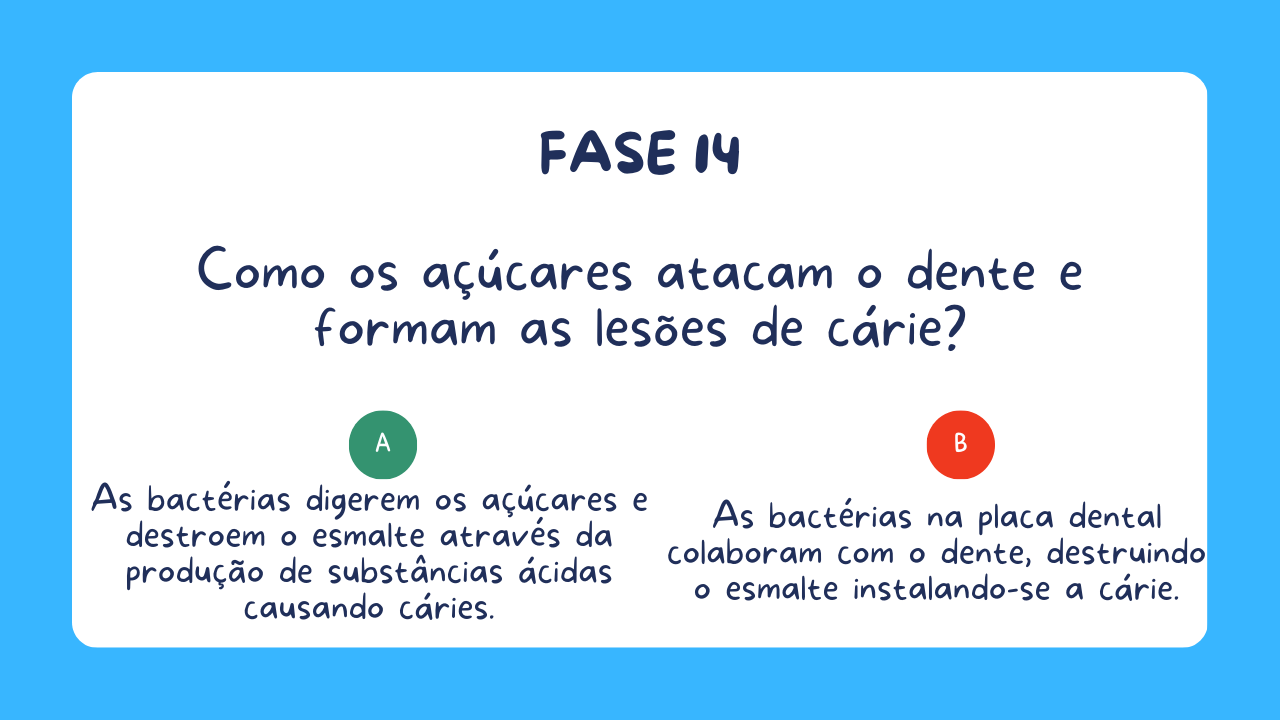 FASE 14
Como os açúcares atacam o dente e
formam as lesões de cárie?
A
As bactérias digerem os açúcares e
destroem o esmalte através da
produção de substâncias ácidas
causando cáries.
B
As bactérias na placa dental
colaboram com o dente, destruindo
o esmalte instalando-se a cárie.